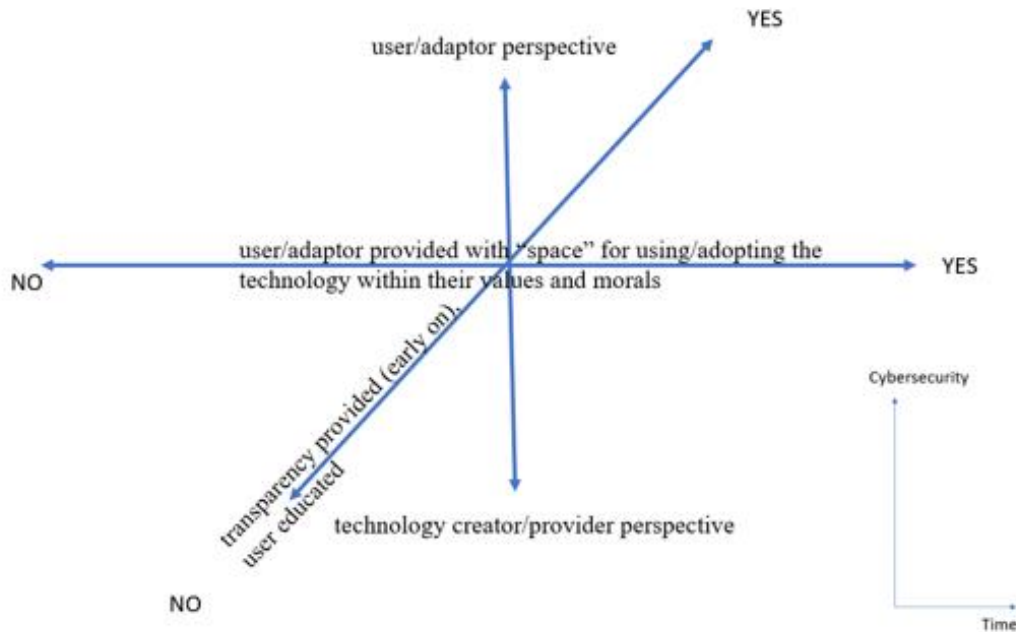 YES
user/adaptor perspective
user/adaptor provided with “space” for using/adopting the
technology within their values and morals
NO
YES
transparency provided (early on),
user educated
Cybersecurity
technology creator/provider perspective
NO
Time